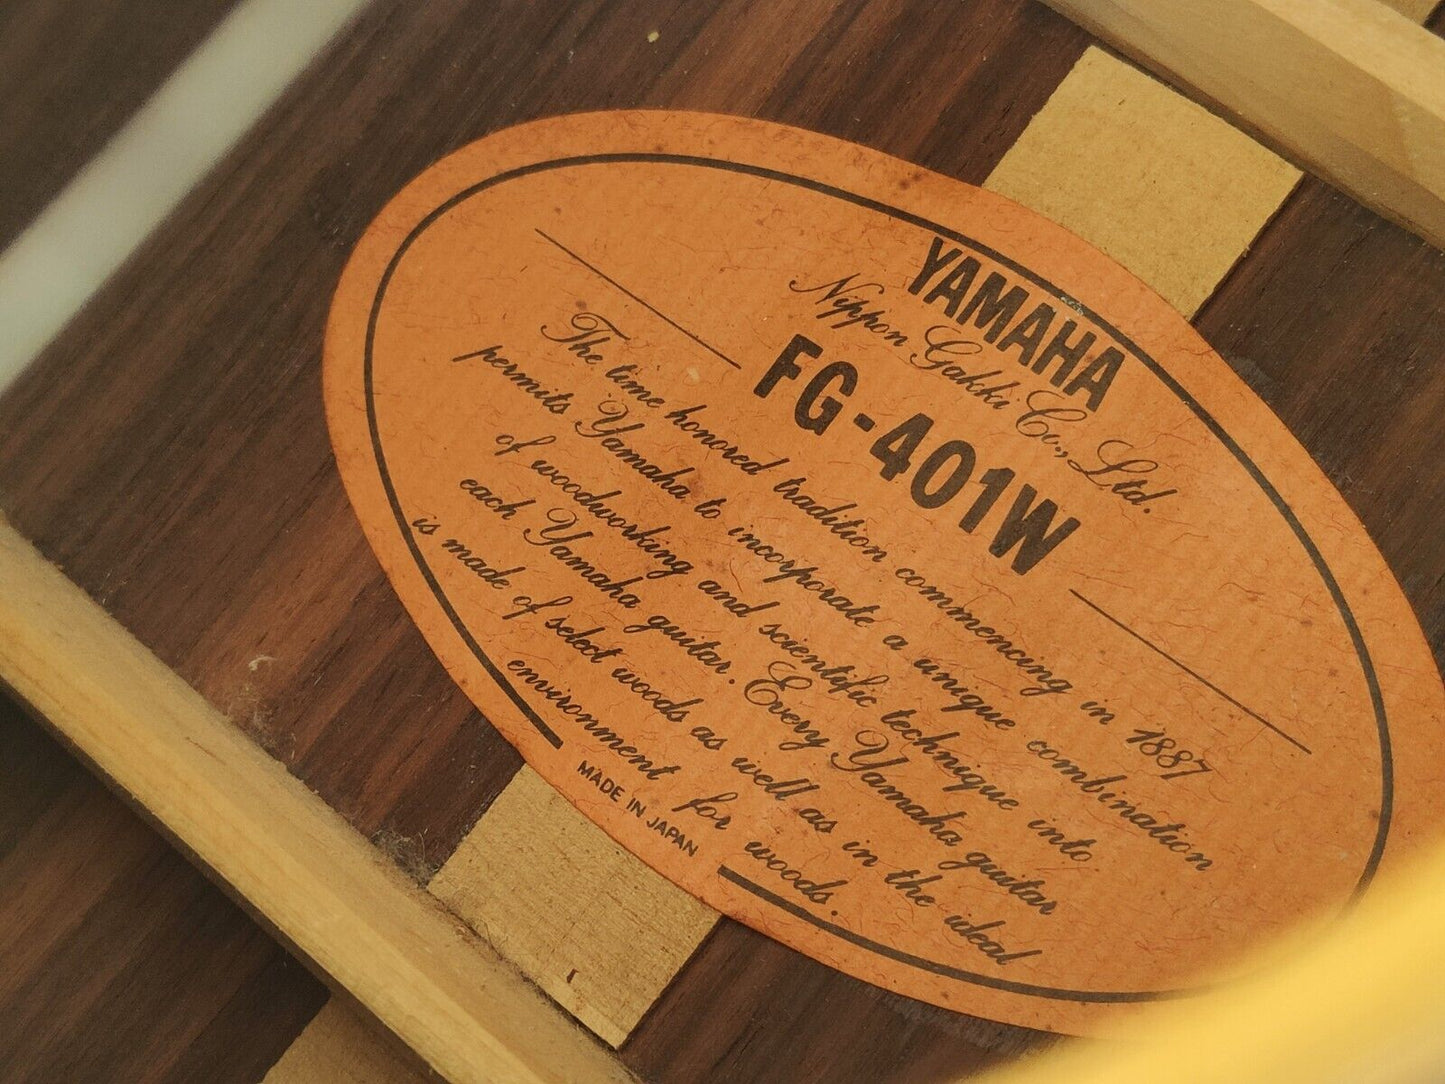 YAMAHA
Nippon Gakki Co., Ltd.
FG-401W
The time honored tradition commencing in 1887
permits Yamaha to incorporate a unique combination
of woodworking and scientific technique into
each Yamaha guitar. Every Yamaha guitar
is made of select woods as well as in the ideal
environment for woods.
MADE IN JAPAN